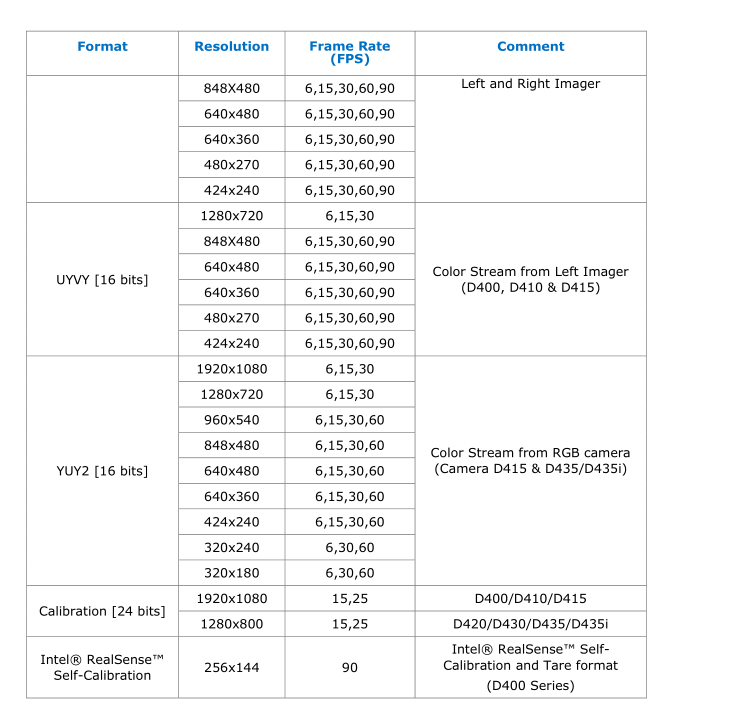 Format Resolution Frame Rate (FPS) Comment
848X480 6,15,30,60,90 Left and Right Imager
640x480 6,15,30,60,90
640x360 6,15,30,60,90
480x270 6,15,30,60,90
424x240 6,15,30,60,90
UYVY [16 bits] 1280x720 6,15,30 Color Stream from Left Imager
(D400, D410 & D415)
848X480 6,15,30,60,90
640x480 6,15,30,60,90
640x360 6,15,30,60,90
480x270 6,15,30,60,90
424x240 6,15,30,60,90
YUY2 [16 bits] 1920x1080 6,15,30 Color Stream from RGB camera
(Camera D415 & D435/D435i)
1280x720 6,15,30
960x540 6,15,30,60
848x480 6,15,30,60
640x480 6,15,30,60
640x360 6,15,30,60
424x240 6,15,30,60
320x240 6,30,60
320x180 6,30,60
Calibration [24 bits] 1920x1080 15,25 D400/D410/D415
1280x800 15,25 D420/D430/D435/D435i
Intel® RealSense™
Self-Calibration 256x144 90 Intel® RealSense™ Self-
Calibration and Tare format
(D400 Series)